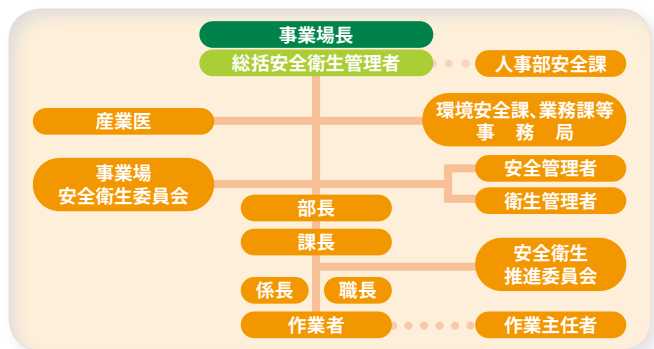 事業場長
総括安全衛生管理者
人事部安全課
産業医
環境安全課、業務課等
事 務 局
事業場
安全衛生委員会
安全管理者
衛生管理者
部長
課長
安全衛生
推進委員会
係長
職長
作業者
作業主任者